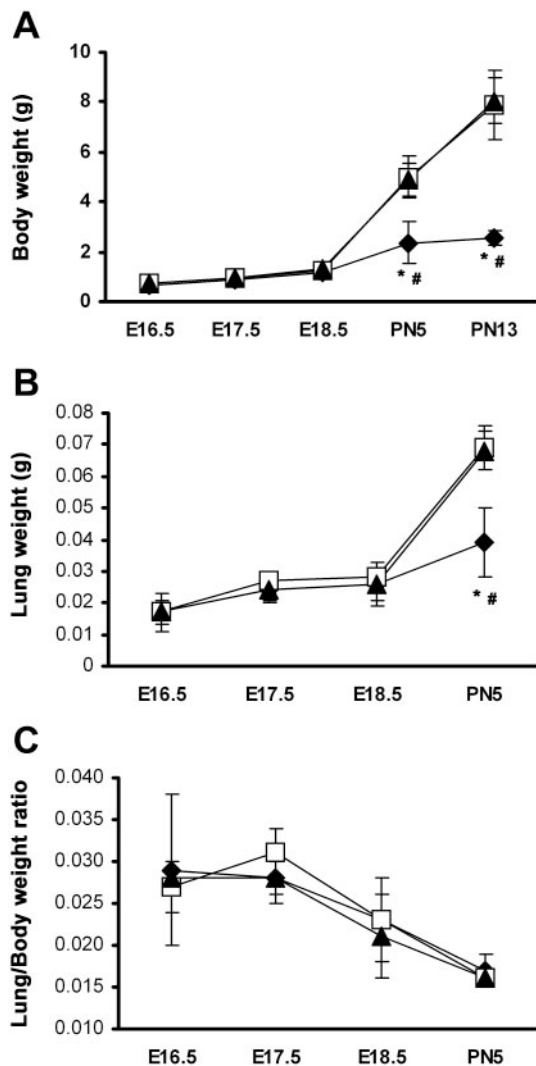 A
Body weight (g)
10
8
6
4
2
0
* #
* #
E16.5 E17.5 E18.5 PN5 PN13
B
Lung weight (g)
0.08
0.07
0.06
0.05
0.04
0.03
0.02
0.01
0
* #
E16.5 E17.5 E18.5 PN5
C
Lung/Body weight ratio
0.040
0.035
0.030
0.025
0.020
0.015
0.010
E16.5 E17.5 E18.5 PN5